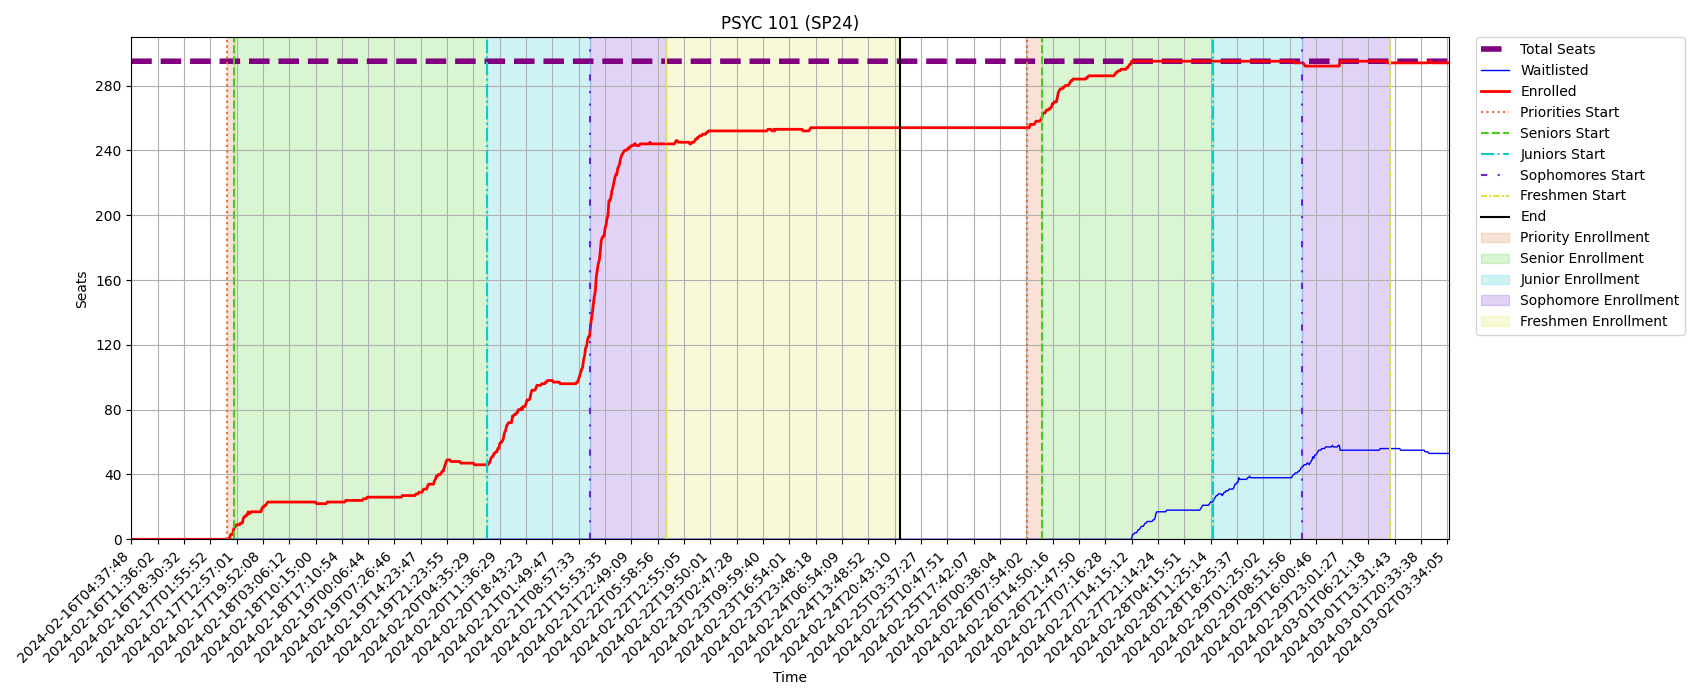 PSYC 101 (SP24)
Seats
280
240
200
160
120
80
40
0
2024-02-16T04:37:48
2024-02-16T11:36:02
2024-02-16T18:30:32
2024-02-17T01:55:52
2024-02-17T12:57:01
2024-02-17T19:52:08
2024-02-18T03:06:12
2024-02-18T10:15:00
2024-02-18T17:10:54
2024-02-19T00:06:44
2024-02-19T07:26:46
2024-02-19T14:23:47
2024-02-19T21:23:55
2024-02-20T04:35:29
2024-02-20T11:36:29
2024-02-20T18:43:23
2024-02-21T01:49:47
2024-02-21T08:57:33
2024-02-21T15:53:35
2024-02-21T22:49:09
2024-02-22T05:58:56
2024-02-22T12:55:05
2024-02-22T19:50:01
2024-02-23T02:47:28
2024-02-23T09:59:40
2024-02-23T16:54:01
2024-02-23T23:48:18
2024-02-24T06:54:09
2024-02-24T13:48:52
2024-02-24T20:43:10
2024-02-25T03:37:27
2024-02-25T10:47:51
2024-02-25T17:42:07
2024-02-26T00:38:04
2024-02-26T07:54:02
2024-02-26T14:50:16
2024-02-26T21:47:50
2024-02-27T07:16:28
2024-02-27T14:15:12
2024-02-27T21:14:24
2024-02-28T04:15:51
2024-02-28T11:25:14
2024-02-28T18:25:37
2024-02-29T01:25:02
2024-02-29T08:51:56
2024-02-29T16:00:46
2024-02-29T23:01:27
2024-03-01T06:21:18
2024-03-01T13:31:43
2024-03-01T20:33:38
2024-03-02T03:34:05
Time
Total Seats
Waitlisted
Enrolled
Priorities Start
Seniors Start
Juniors Start
Sophomores Start
Freshmen Start
End
Priority Enrollment
Senior Enrollment
Junior Enrollment
Sophomore Enrollment
Freshmen Enrollment